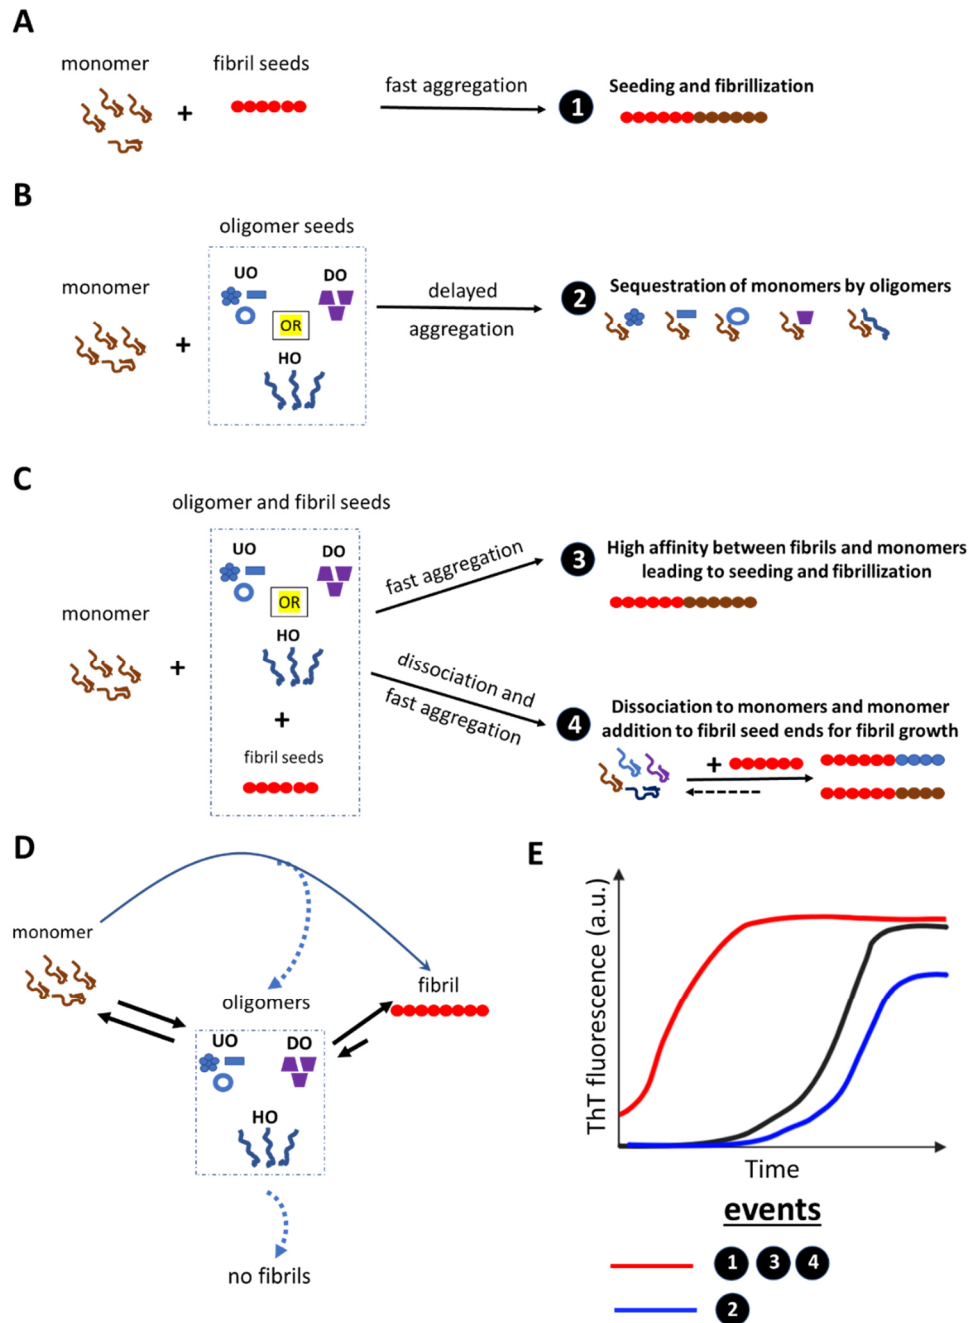 A
monomer
fibril seeds
+
fast aggregation
1
Seeding and fibrillization
B
oligomer seeds
monomer
+
UO
DO
OR
HO
delayed
aggregation
2
Sequestration of monomers by oligomers
C
oligomer and fibril seeds
monomer
+
UO
DO
OR
HO
+
fibril seeds
fast aggregation
3
High affinity between fibrils and monomers
leading to seeding and fibrillization
dissociation and
fast aggregation
4
Dissociation to monomers and monomer
addition to fibril seed ends for fibril growth
+
D
monomer
oligomers
fibril
UO
DO
HO
no fibrils
E
ThT fluorescence (a.u.)
Time
events
1 3 4
2